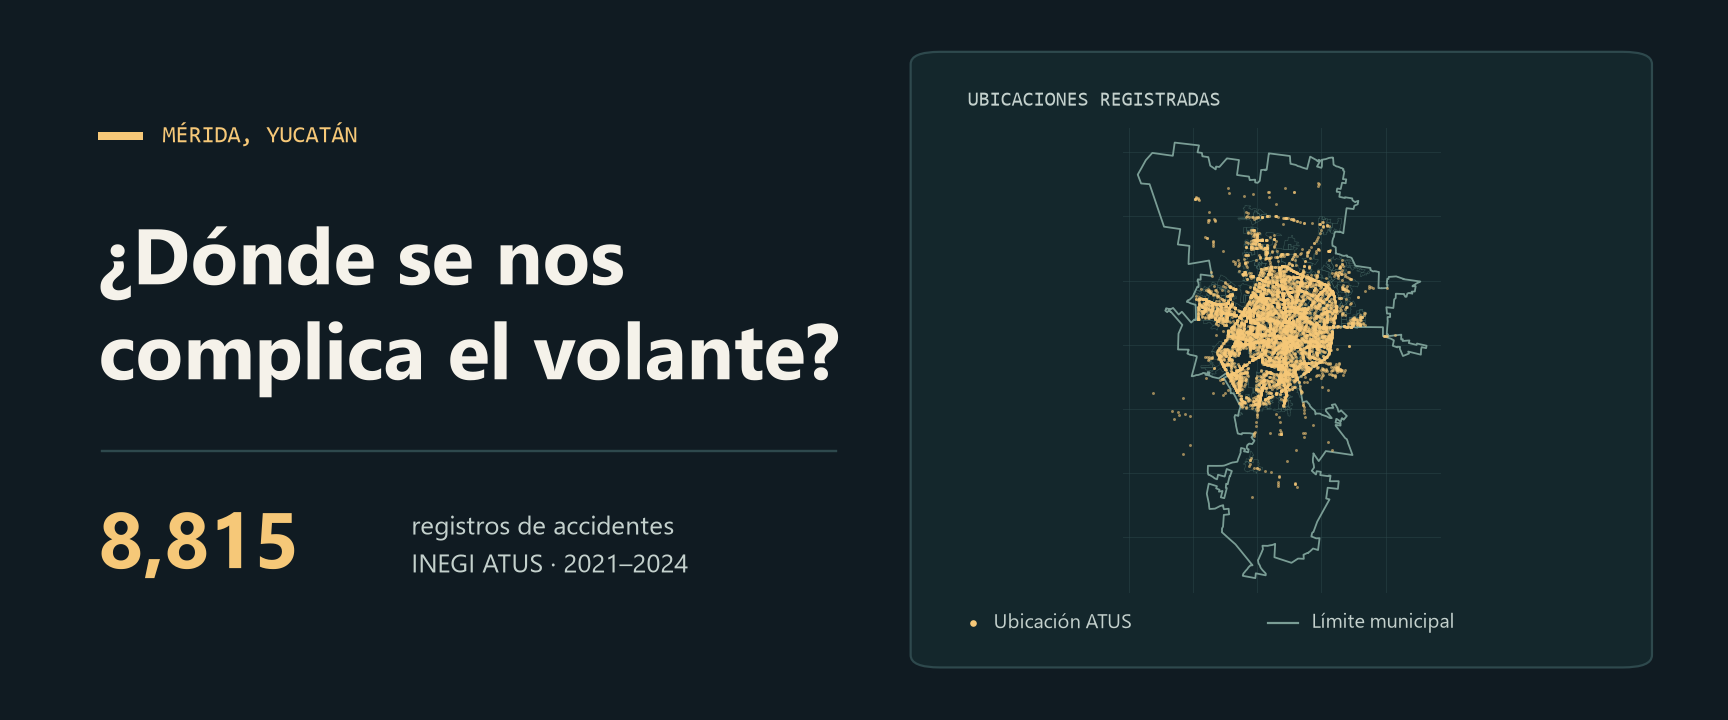 MÉRIDA, YUCATÁN
¿Dónde se nos
complica el volante?
8,815
registros de accidentes
INEGI ATUS · 2021–2024
UBICACIONES REGISTRADAS
Ubicación ATUS
Límite municipal